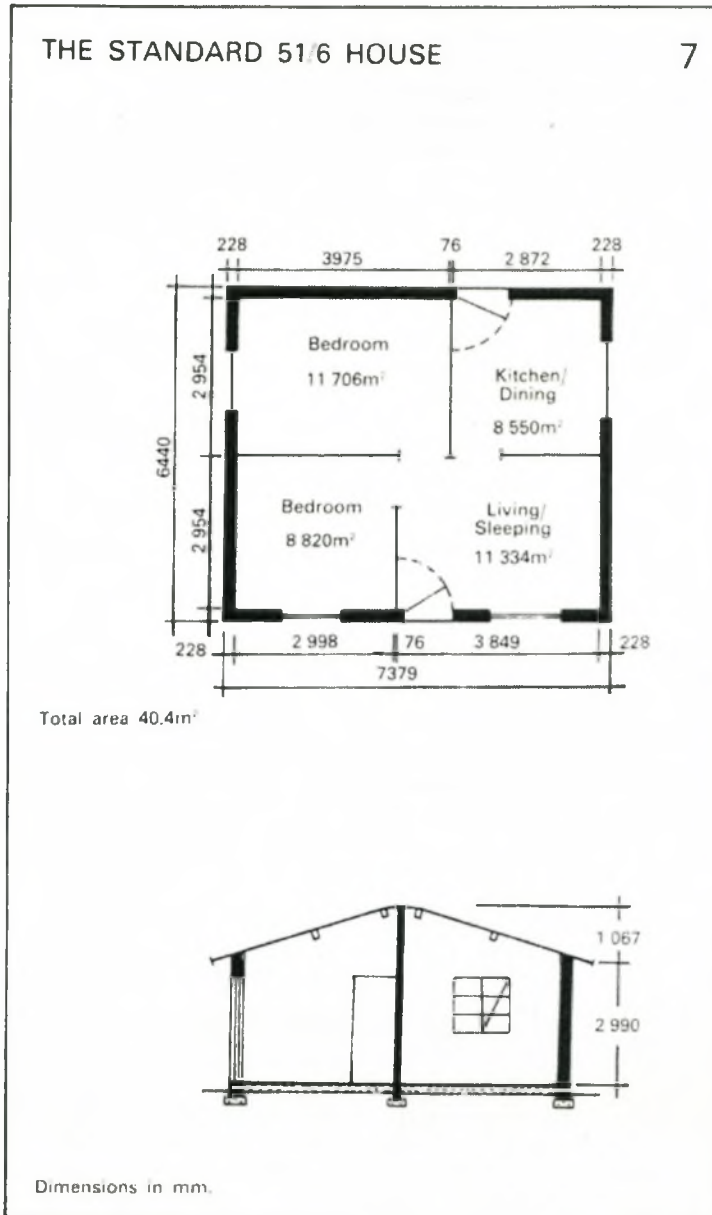 THE STANDARD 51/6 HOUSE 7
228 3975 76 2 872 228
Bedroom
11 706m²
Kitchen/
Dining
8 550m²
2 954
6440
2 954
Bedroom
8 820m²
Living/
Sleeping
11 334m²
228 2 998 76 3 849 228
7379
Total area 40.4m²
1 067
2 990
Dimensions in mm.